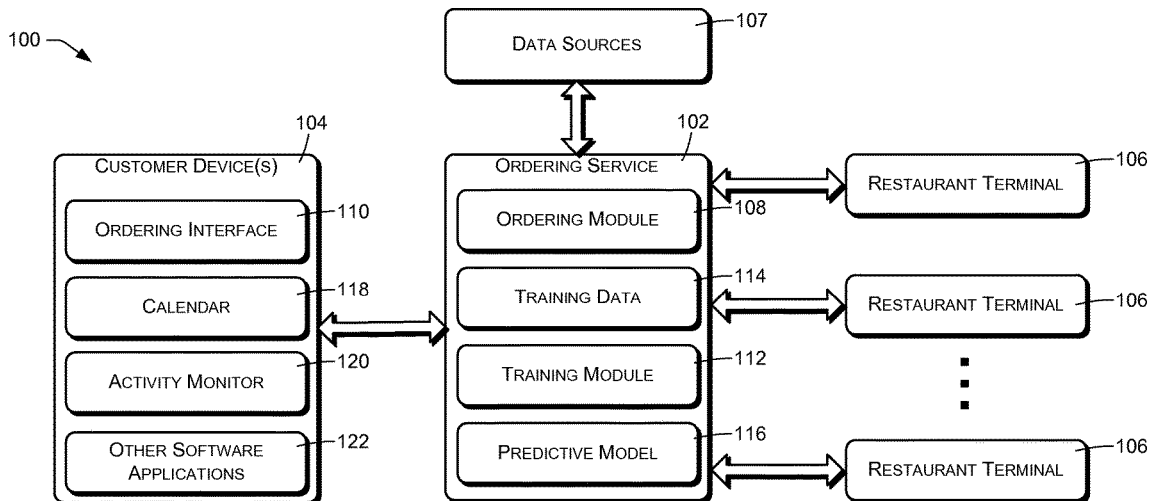 100
DATA SOURCES
107
CUSTOMER DEVICE(S)
104
ORDERING INTERFACE
110
CALENDAR
118
ACTIVITY MONITOR
120
OTHER SOFTWARE
APPLICATIONS
122
ORDERING SERVICE
102
ORDERING MODULE
108
TRAINING DATA
114
TRAINING MODULE
112
PREDICTIVE MODEL
116
RESTAURANT TERMINAL
106
RESTAURANT TERMINAL
106
RESTAURANT TERMINAL
106